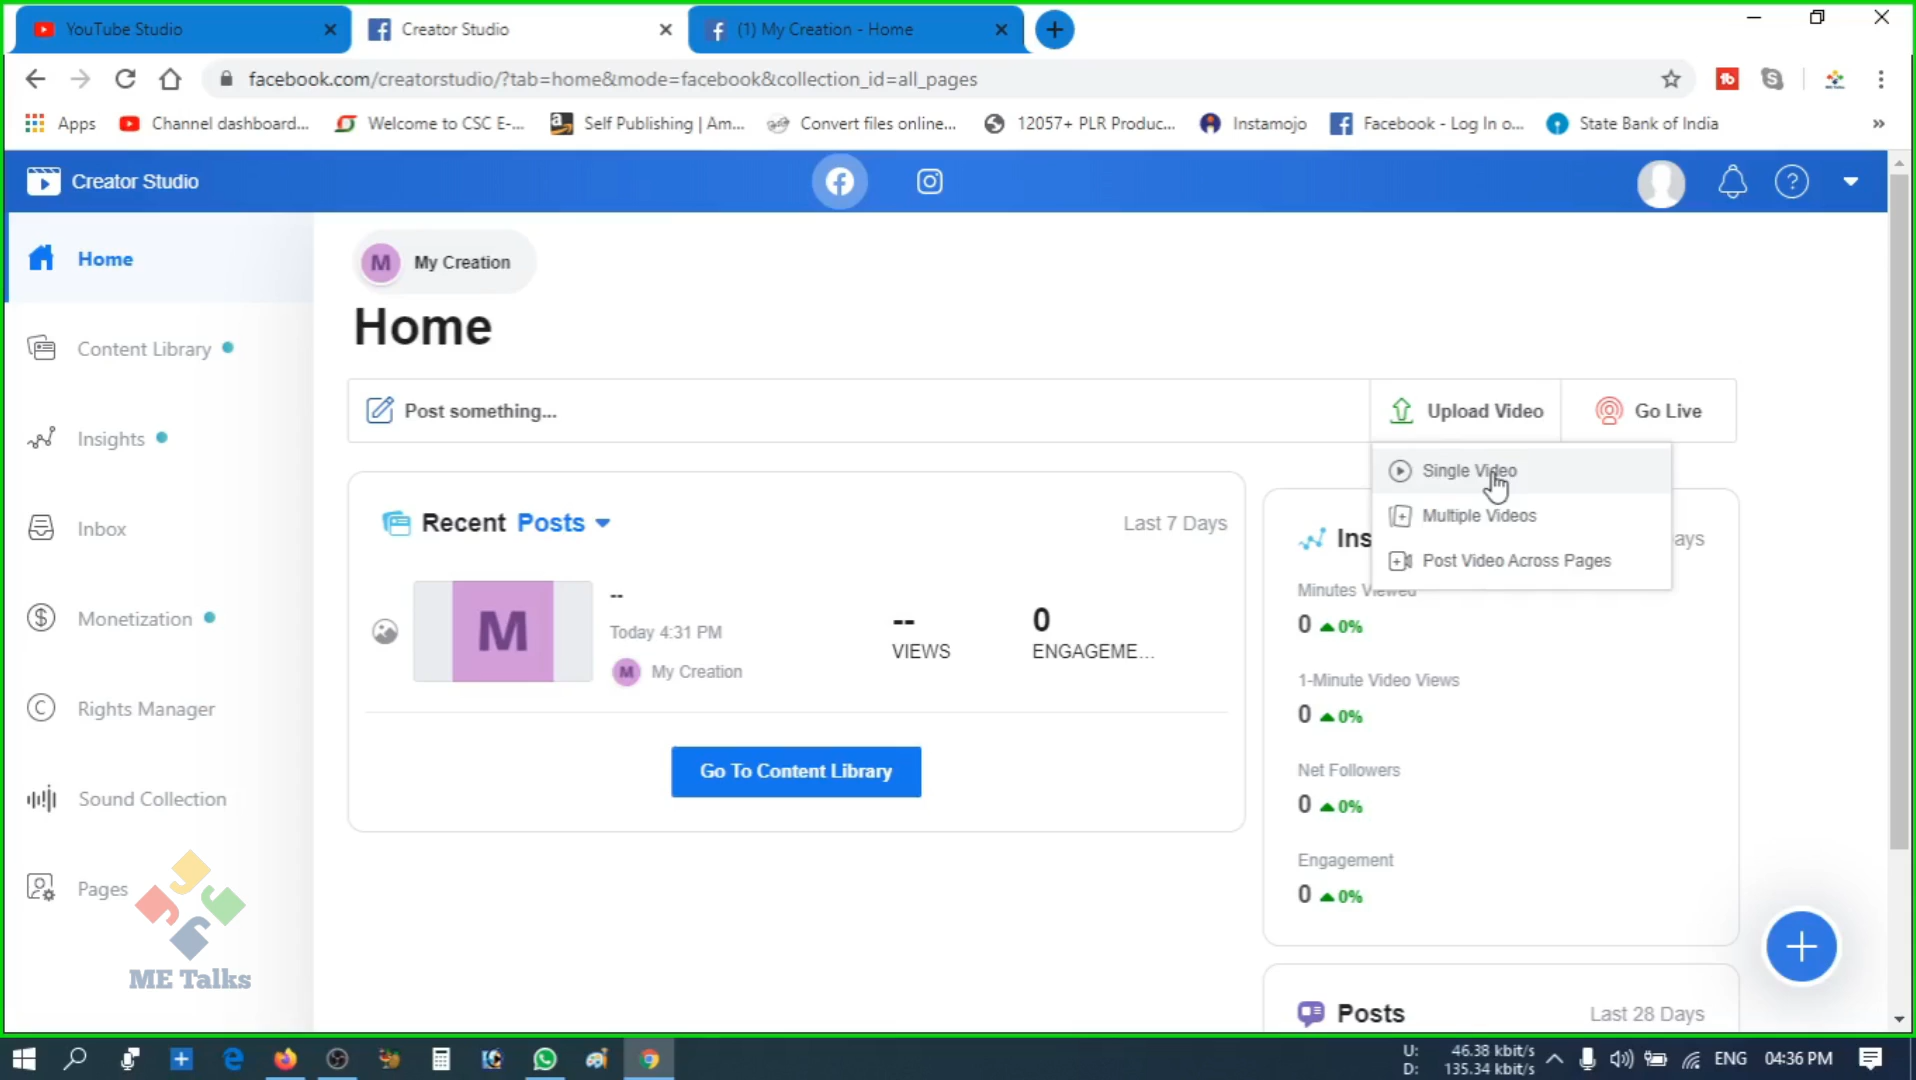 YouTube Studio
Creator Studio
(1) My Creation - Home
facebook.com/creatorstudio/?tab=home&mode=facebook&collection_id=all_pages
Apps
Channel dashboard...
Welcome to CSC E-...
Self Publishing | Am...
Convert files online...
12057+ PLR Produc...
Instamojo
Facebook - Log In o...
State Bank of India
»
Creator Studio
Home
Content Library
Insights
Inbox
Monetization
Rights Manager
Sound Collection
Pages
ME Talks
M My Creation
Home
Post something...
Upload Video
Go Live
Single Video
Multiple Videos
Post Video Across Pages
Recent Posts
Last 7 Days
M
--
Today 4:31 PM
M My Creation
--
VIEWS
0
ENGAGEME...
Go To Content Library
Ins
ays
Minutes Viewed
0 0%
1-Minute Video Views
0 0%
Net Followers
0 0%
Engagement
0 0%
Posts
Last 28 Days
U: 46.38 kbit/s
D: 135.34 kbit/s
ENG
04:36 PM